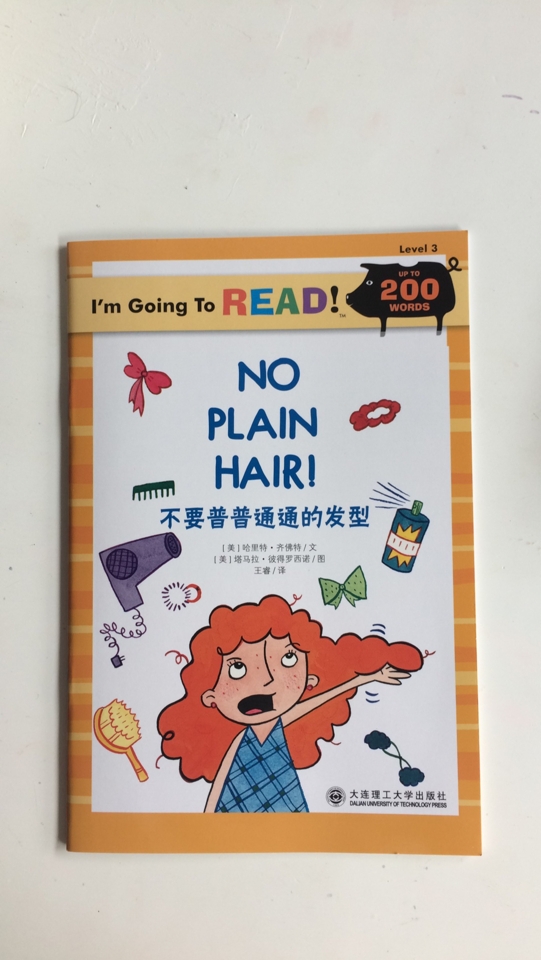 Level 3
I'm Going To READ!™
UP TO
200
WORDS
NO
PLAIN
HAIR!
不要普普通通的发型
[美] 哈里特·齐佛特/文
[美] 塔马拉·彼得罗西诺/图
王睿/译
大连理工大学出版社
DALIAN UNIVERSITY OF TECHNOLOGY PRESS